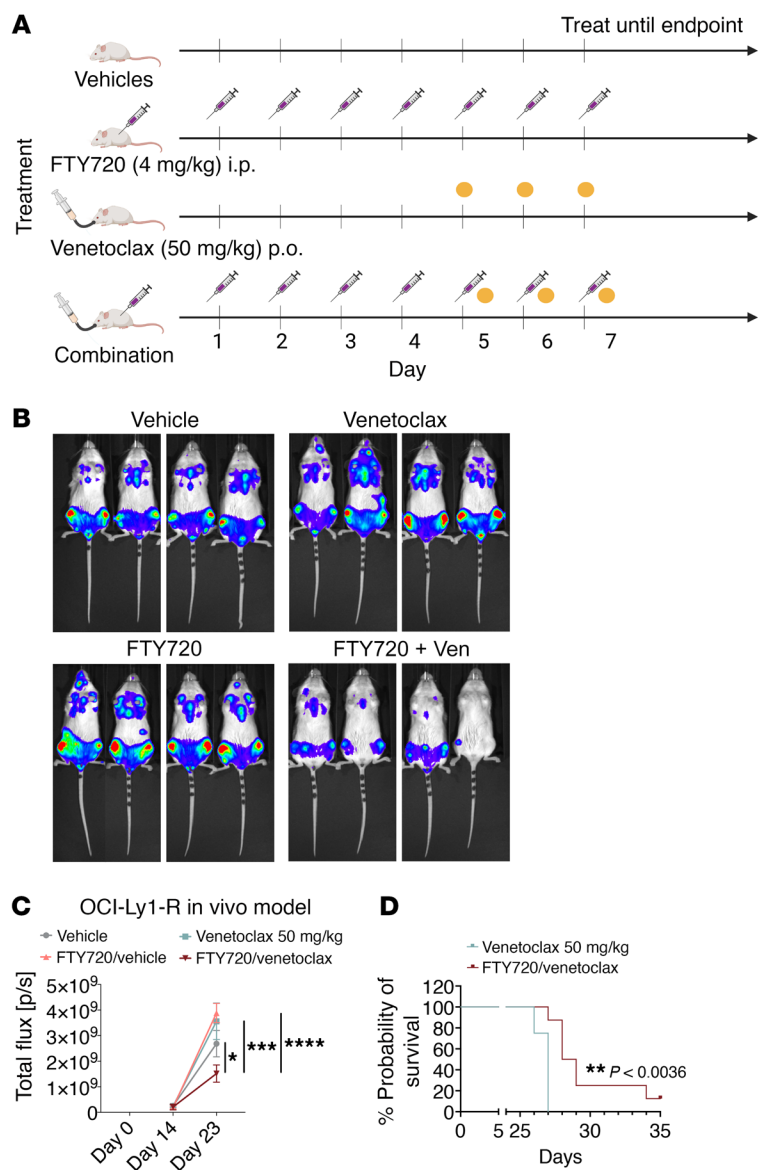 A
Treat until endpoint
Vehicles
FTY720 (4 mg/kg) i.p.
Venetoclax (50 mg/kg) p.o.
Combination
Treatment
1 2 3 4 5 6 7
Day
B
Vehicle Venetoclax
FTY720 FTY720 + Ven
C
OCI-Ly1-R in vivo model
Vehicle Venetoclax 50 mg/kg
FTY720/vehicle FTY720/venetoclax
Total flux [p/s]
5×10⁹
4×10⁹
3×10⁹
2×10⁹
1×10⁹
0
* *** ****
Day 0 Day 14 Day 23
D
Venetoclax 50 mg/kg
FTY720/venetoclax
% Probability of
survival
120
100
80
60
40
20
0
** P < 0.0036
0 5 25 30 35
Days